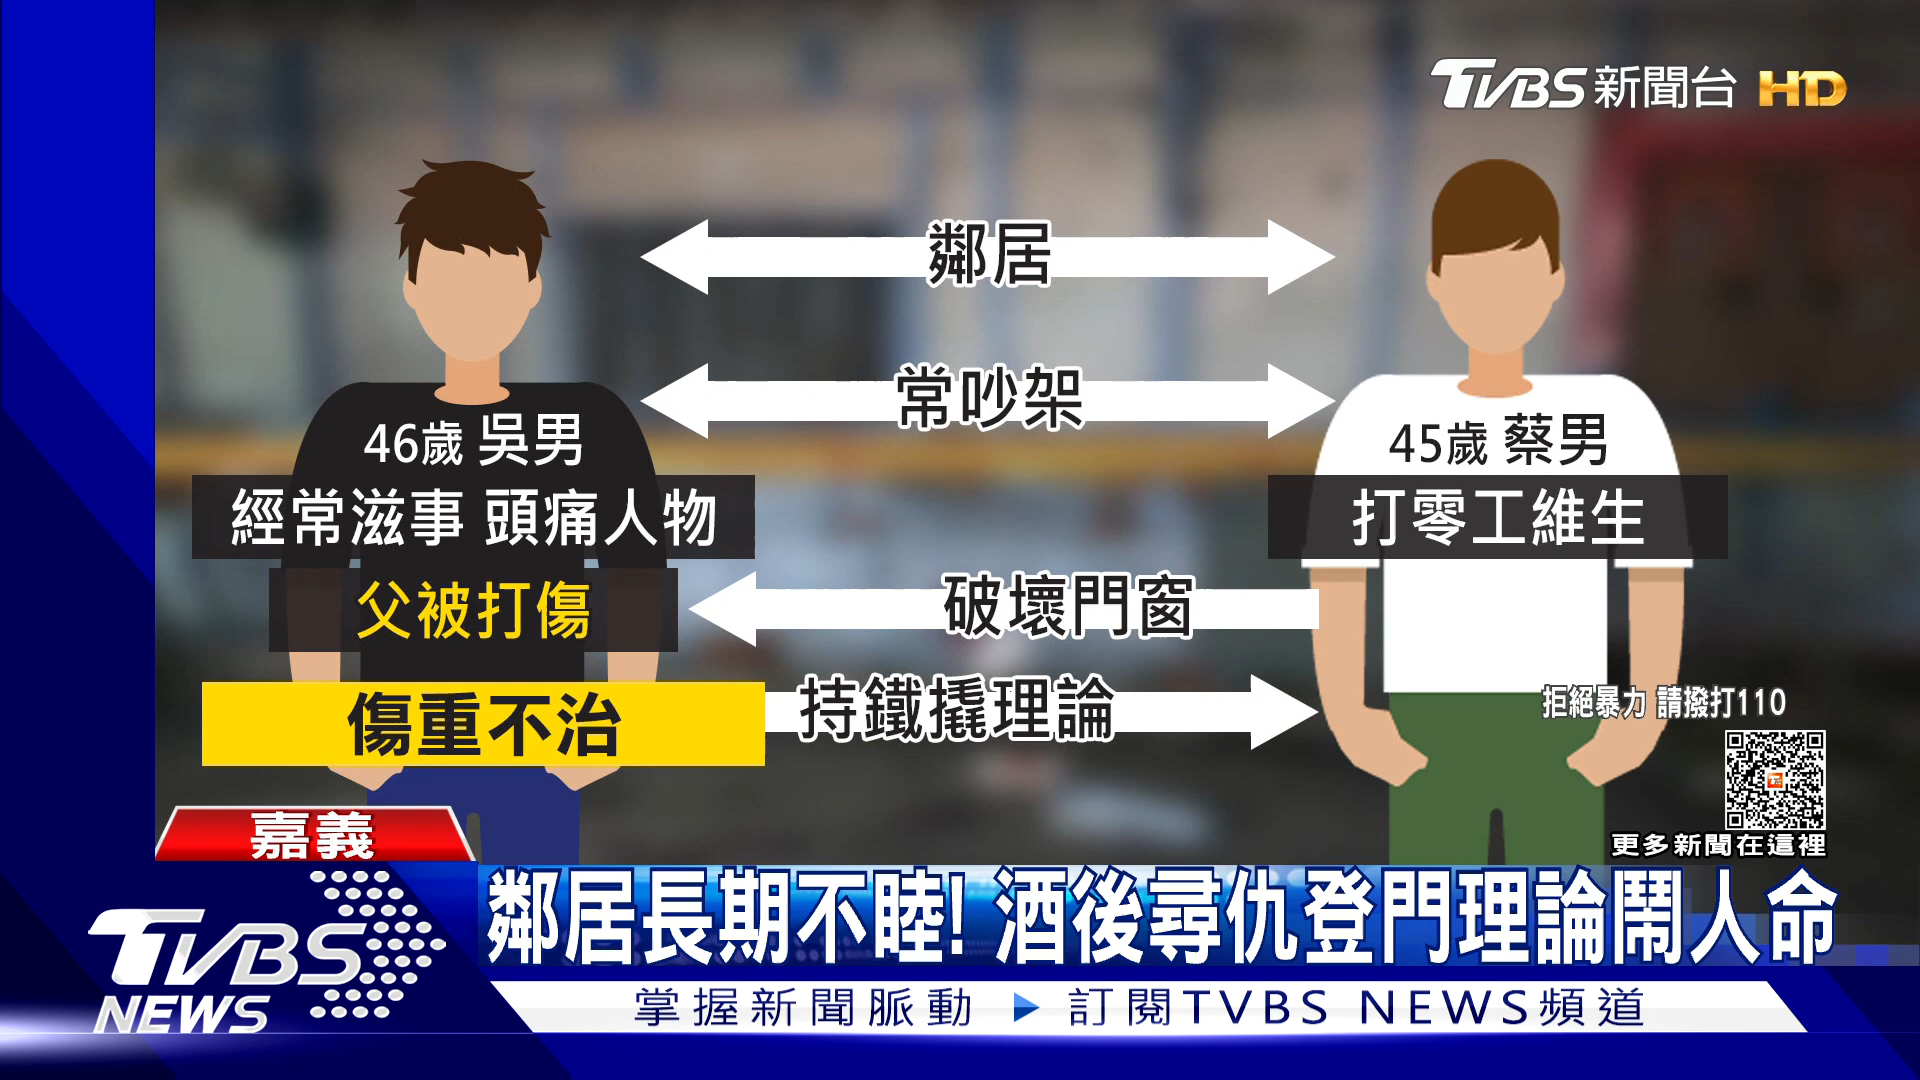 TVBS新聞台 HD
鄰居
常吵架
46歲 吳男
45歲 蔡男
經常滋事 頭痛人物
打零工維生
父被打傷
破壞門窗
傷重不治
持鐵撬理論
拒絕暴力 請撥打110
更多新聞在這裡
嘉義
鄰居長期不睦! 酒後尋仇登門理論鬧人命
TVBS
NEWS
掌握新聞脈動 ▶ 訂閱TVBS NEWS頻道